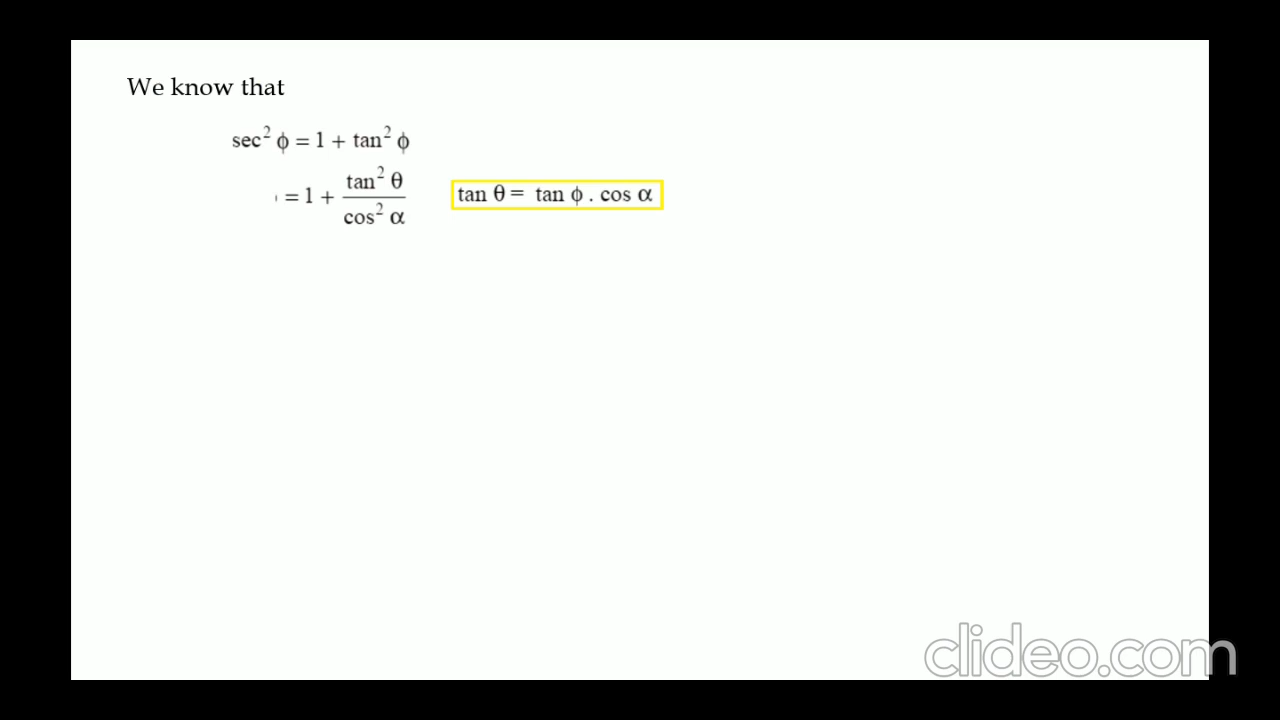 We know that
sec² ϕ = 1 + tan² ϕ
= 1 + tan² θ / cos² α
tan θ = tan ϕ . cos α
clideo.com